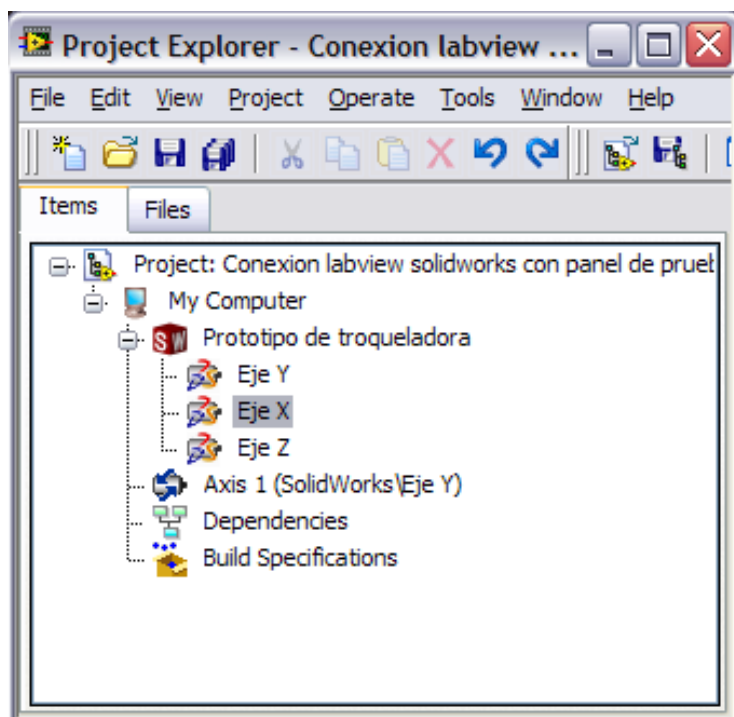 Project Explorer - Conexion labview ...
File Edit View Project Operate Tools Window Help
Items Files
Project: Conexion labview solidworks con panel de prueb
My Computer
SW Prototipo de troqueladora
Eje Y
Eje X
Eje Z
Axis 1 (SolidWorks\Eje Y)
Dependencies
Build Specifications